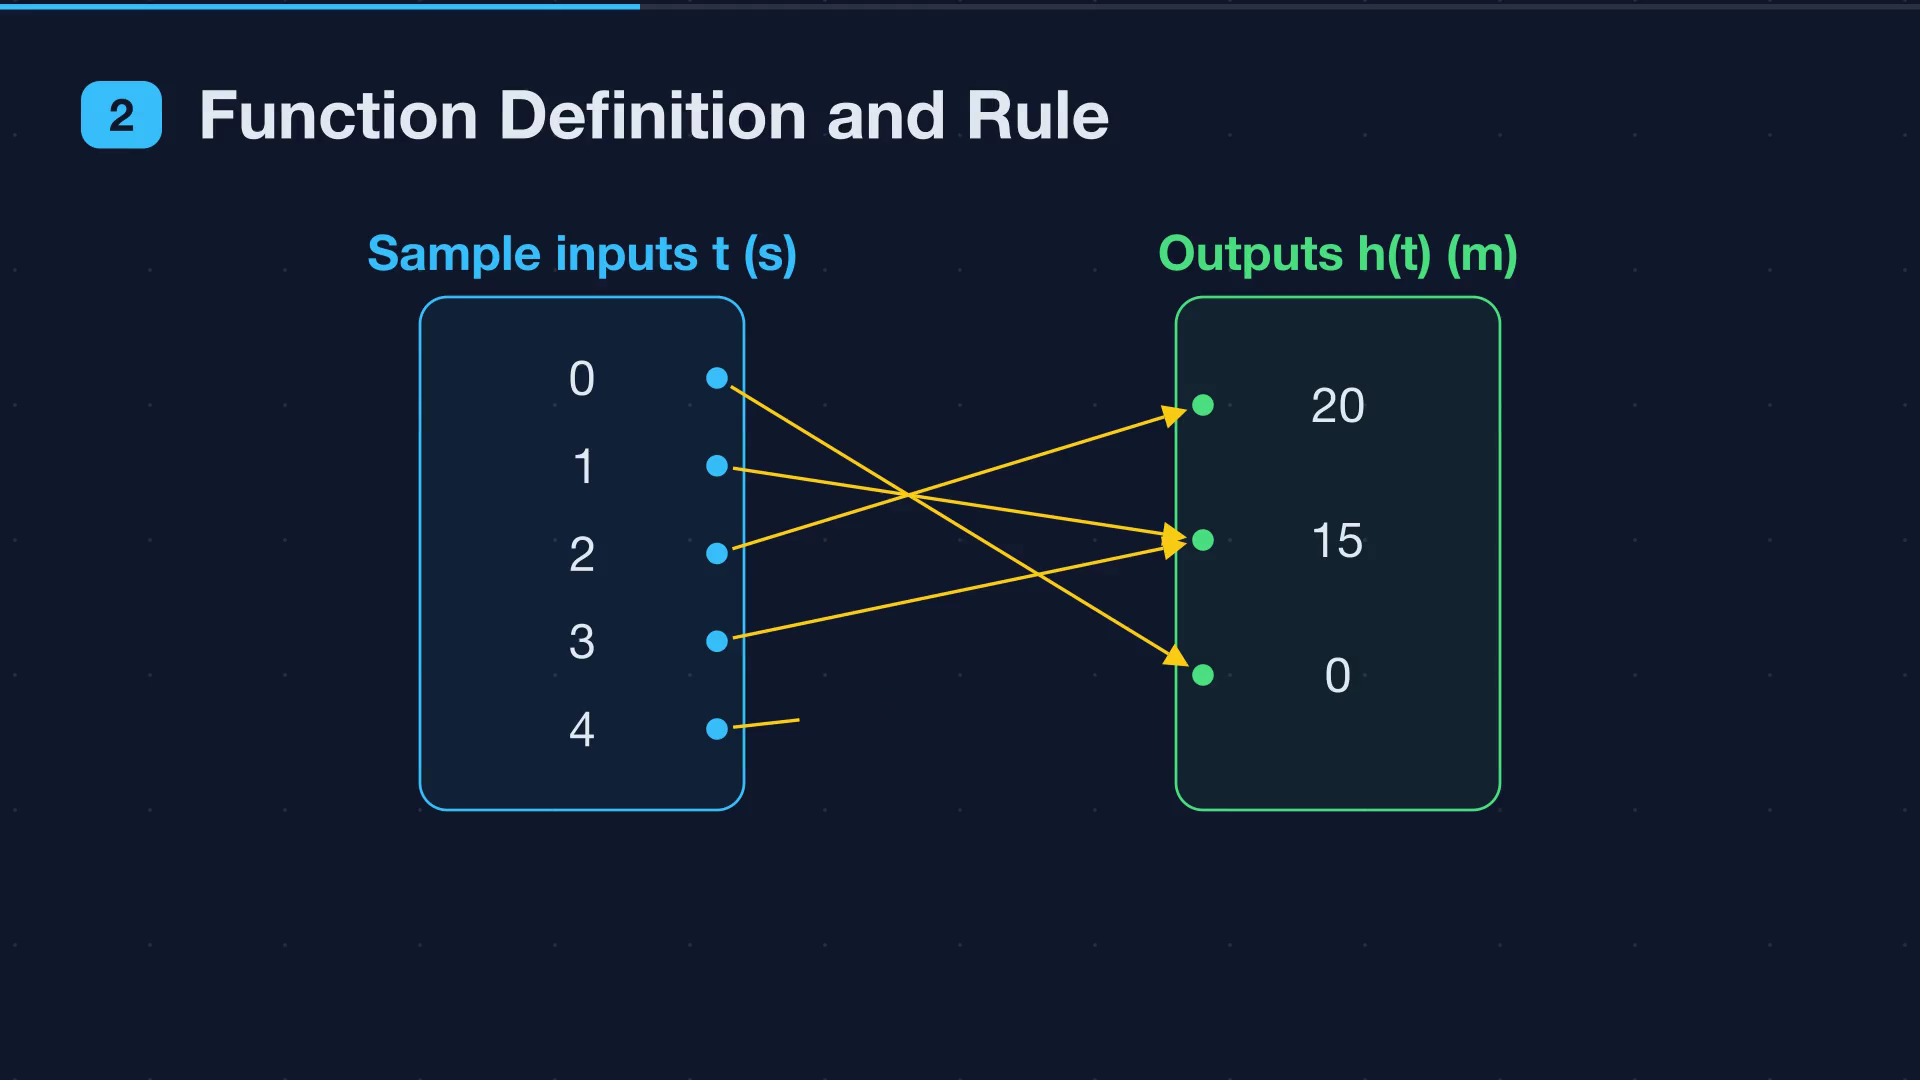 2 Function Definition and Rule
Sample inputs t (s)
0
1
2
3
4
Outputs h(t) (m)
20
15
0